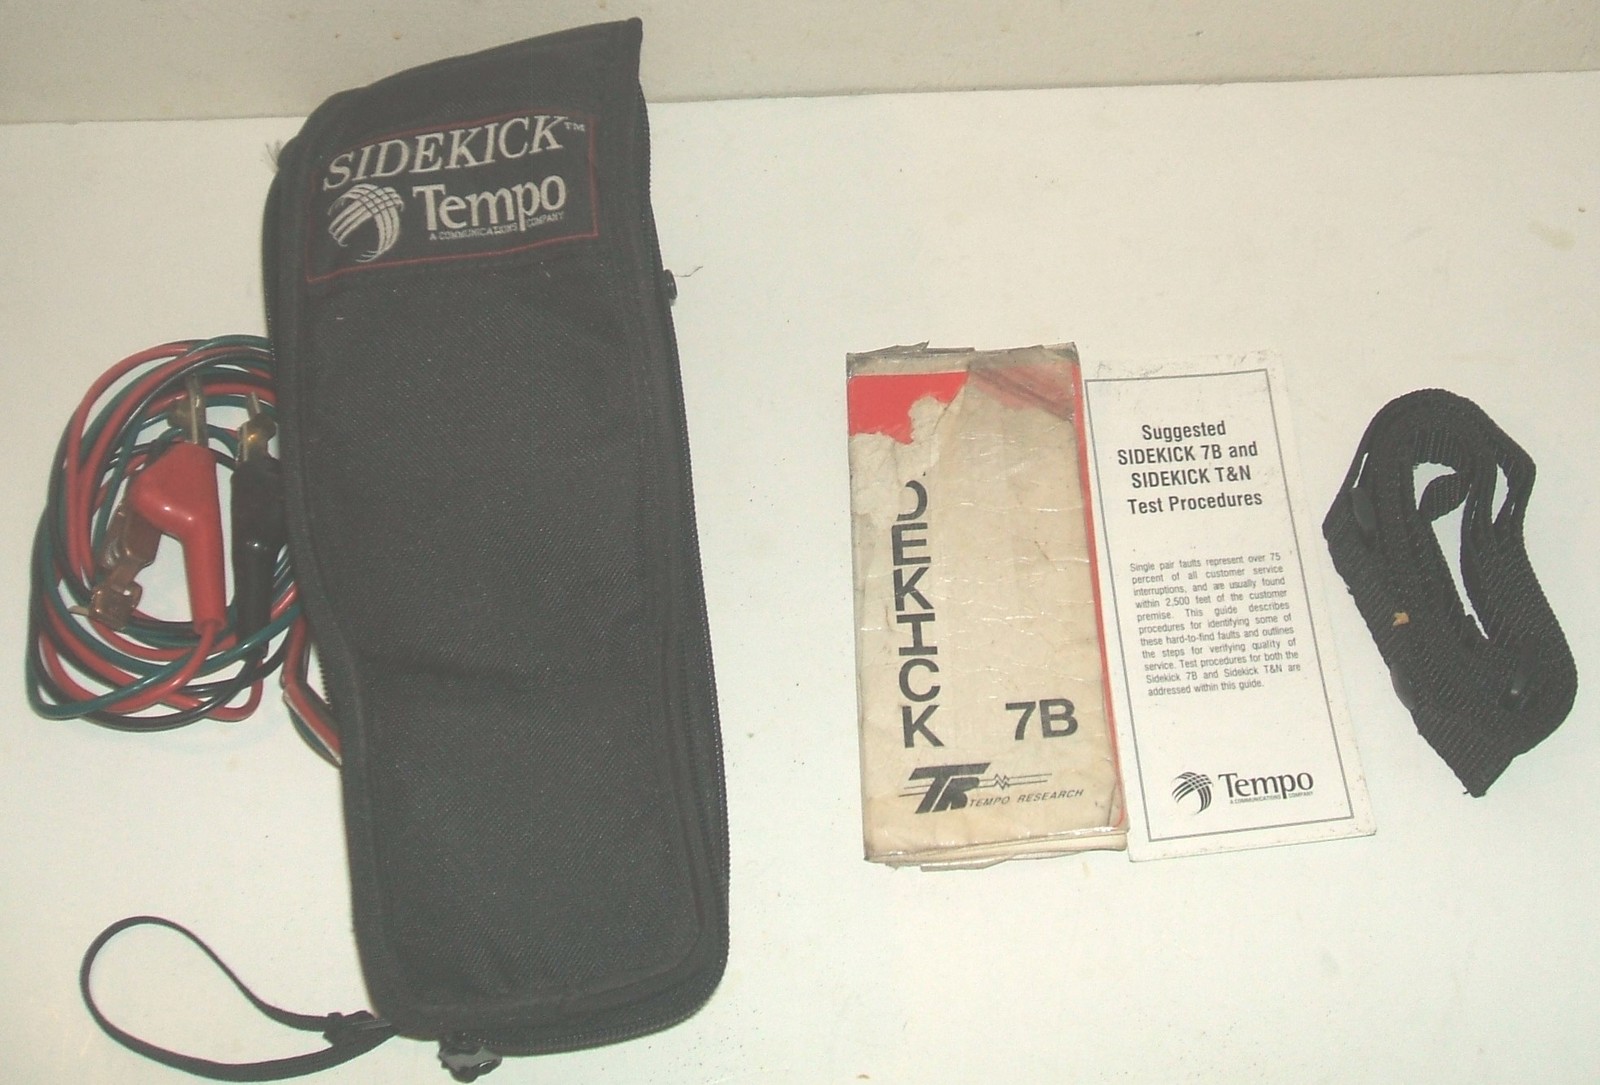 SIDEKICK™
Tempo
A COMMUNICATIONS COMPANY
DEKICK
7B
TR
TEMPO RESEARCH
Suggested
SIDEKICK 7B and
SIDEKICK T&N
Test Procedures
Single pair faults represent over 75
percent of all customer service
interruptions, and are usually found
within 2,500 feet of the customer
premise. This guide describes
procedures for identifying some of
these hard-to-find faults and outlines
the steps for verifying quality of
service. Test procedures for both the
Sidekick 7B and Sidekick T&N are
addressed within this guide.
Tempo
A COMMUNICATIONS COMPANY